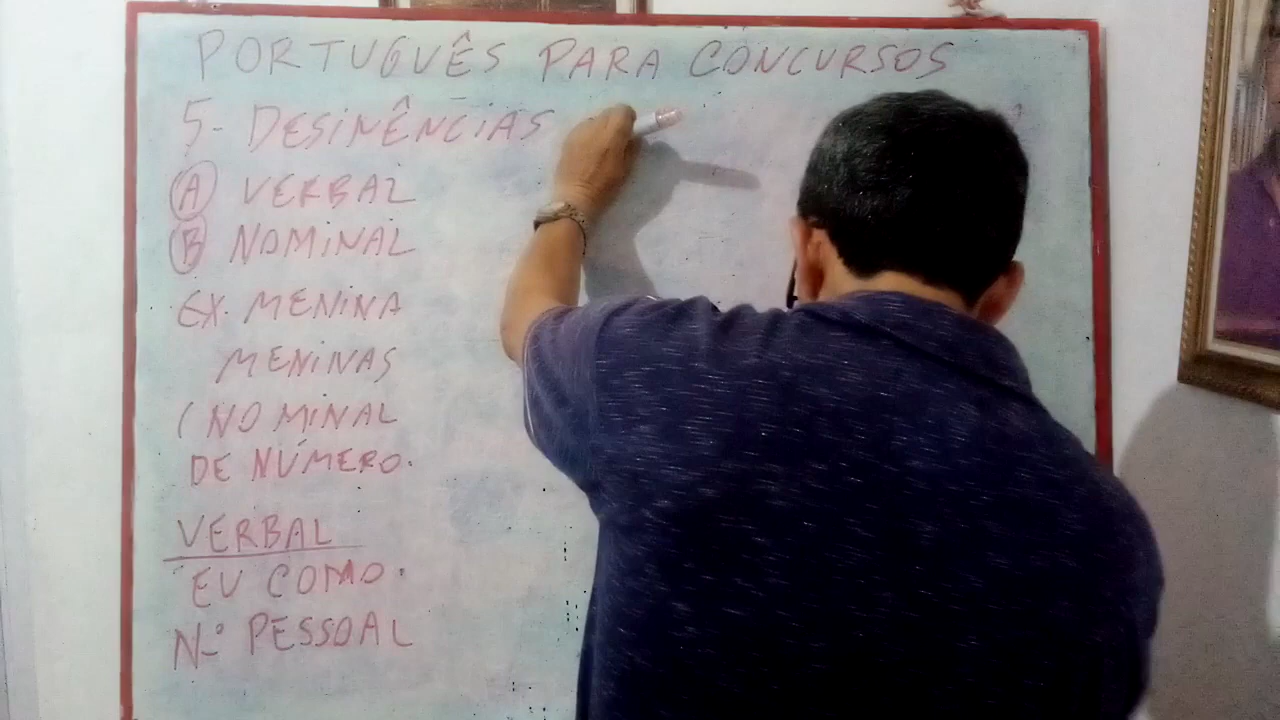 PORTUGUÊS PARA CONCURSOS
5- DESINÊNCIAS
A VERBAL
B NOMINAL
EX. MENINA
MENINAS
(NOMINAL
DE NÚMERO.
VERBAL
EU COMO.
Nº PESSOAL